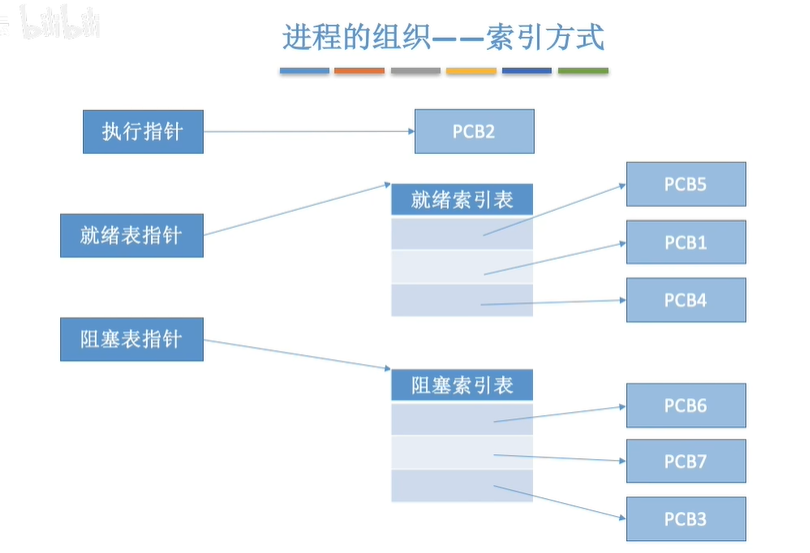 bilibili
进程的组织——索引方式
执行指针
PCB2
就绪表指针
就绪索引表
PCB5
PCB1
PCB4
阻塞表指针
阻塞索引表
PCB6
PCB7
PCB3